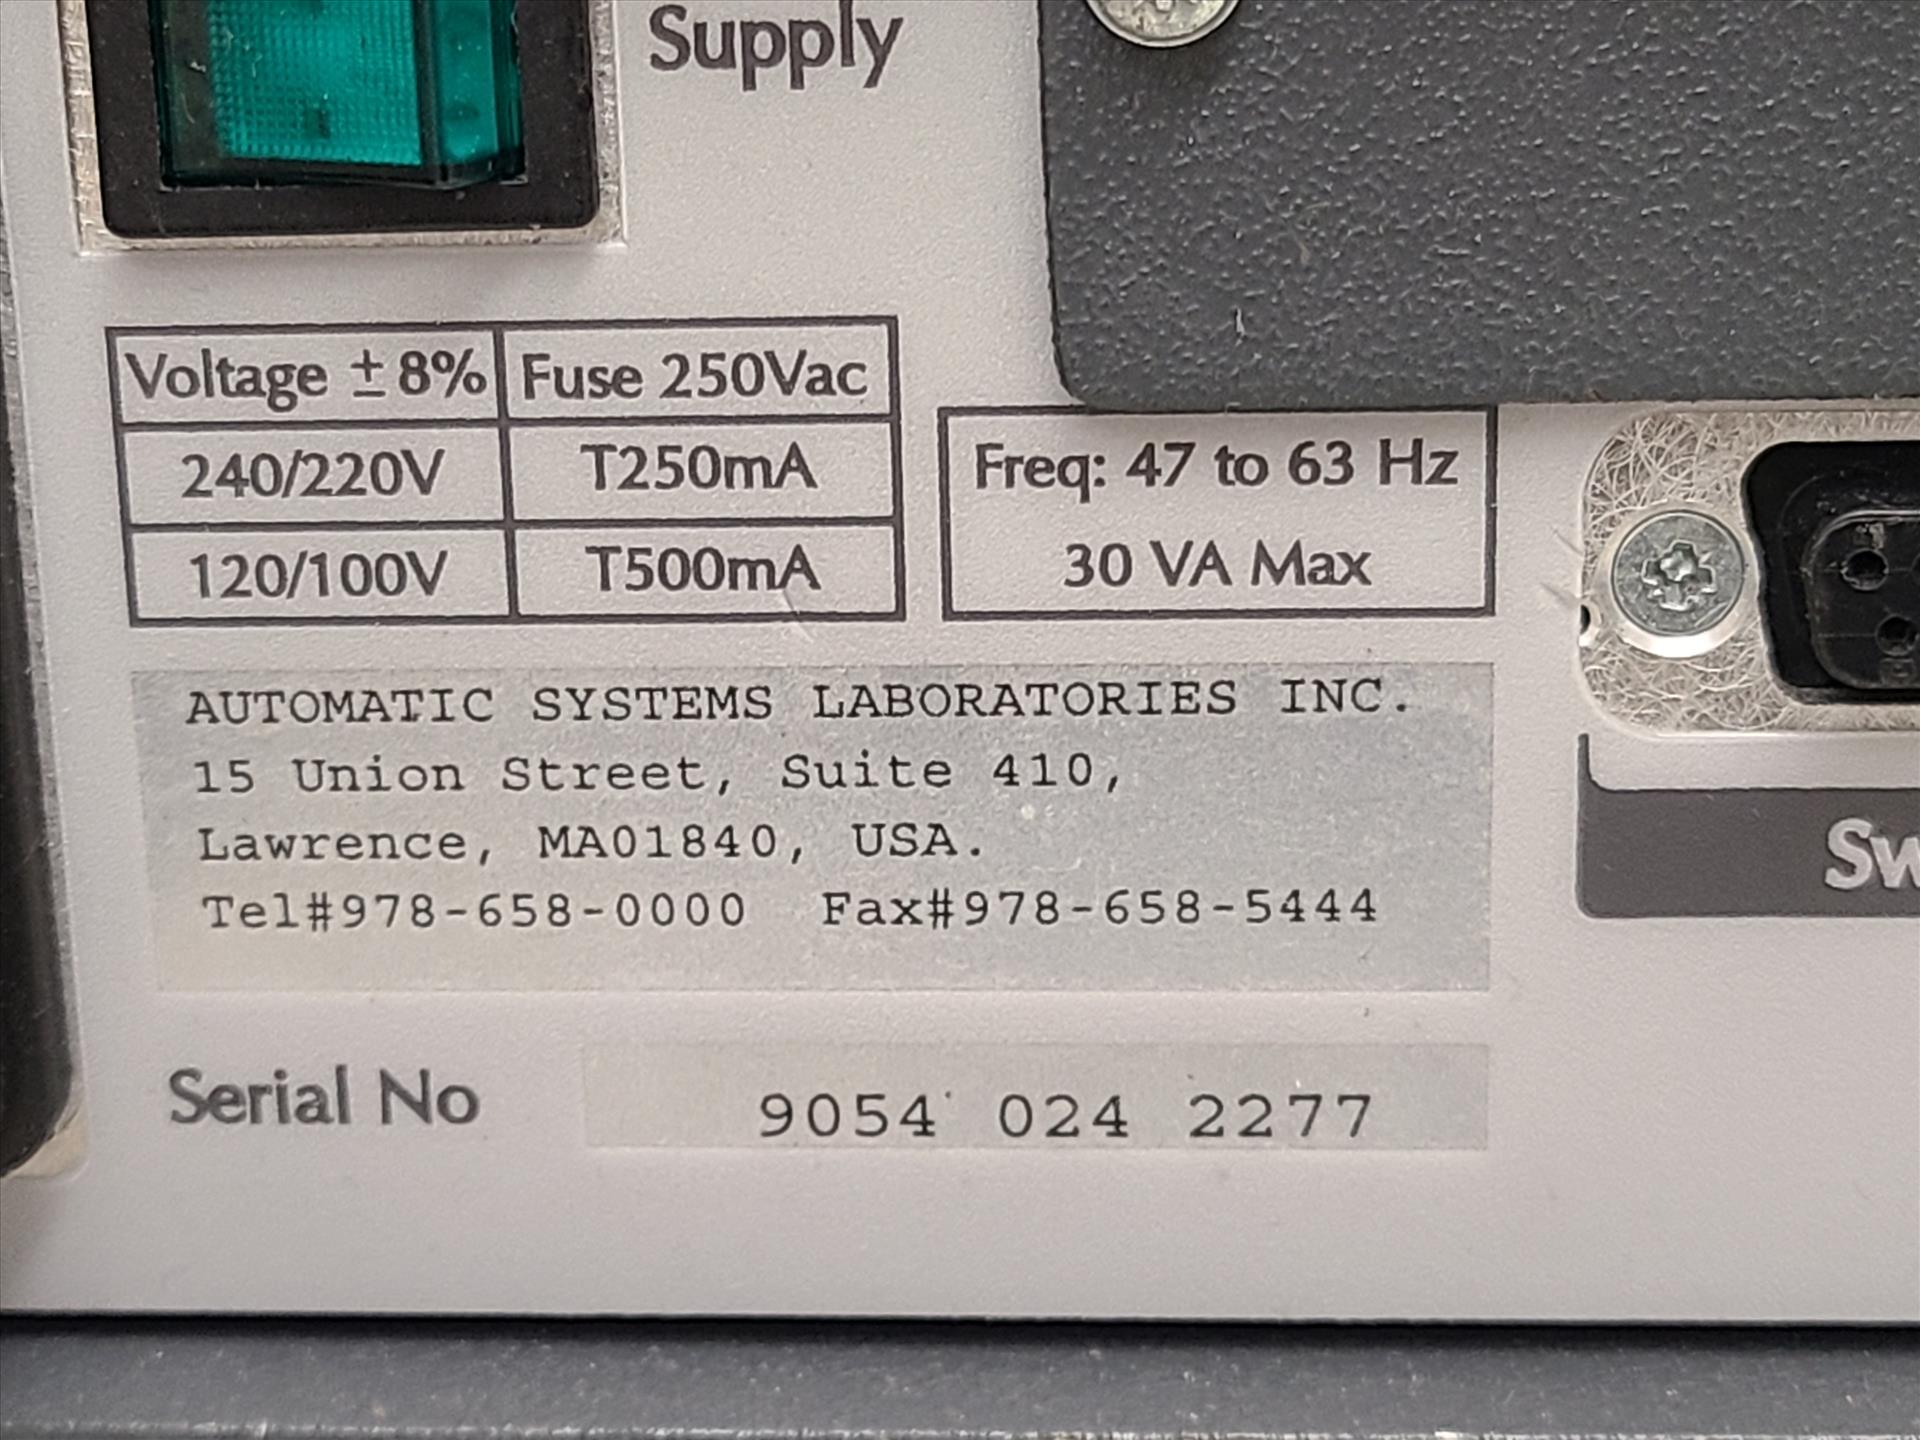 Supply
Voltage ± 8% Fuse 250Vac
240/220V T250mA
120/100V T500mA
Freq: 47 to 63 Hz
30 VA Max
AUTOMATIC SYSTEMS LABORATORIES INC.
15 Union Street, Suite 410,
Lawrence, MA01840, USA.
Tel#978-658-0000 Fax#978-658-5444
Serial No 9054 024 2277